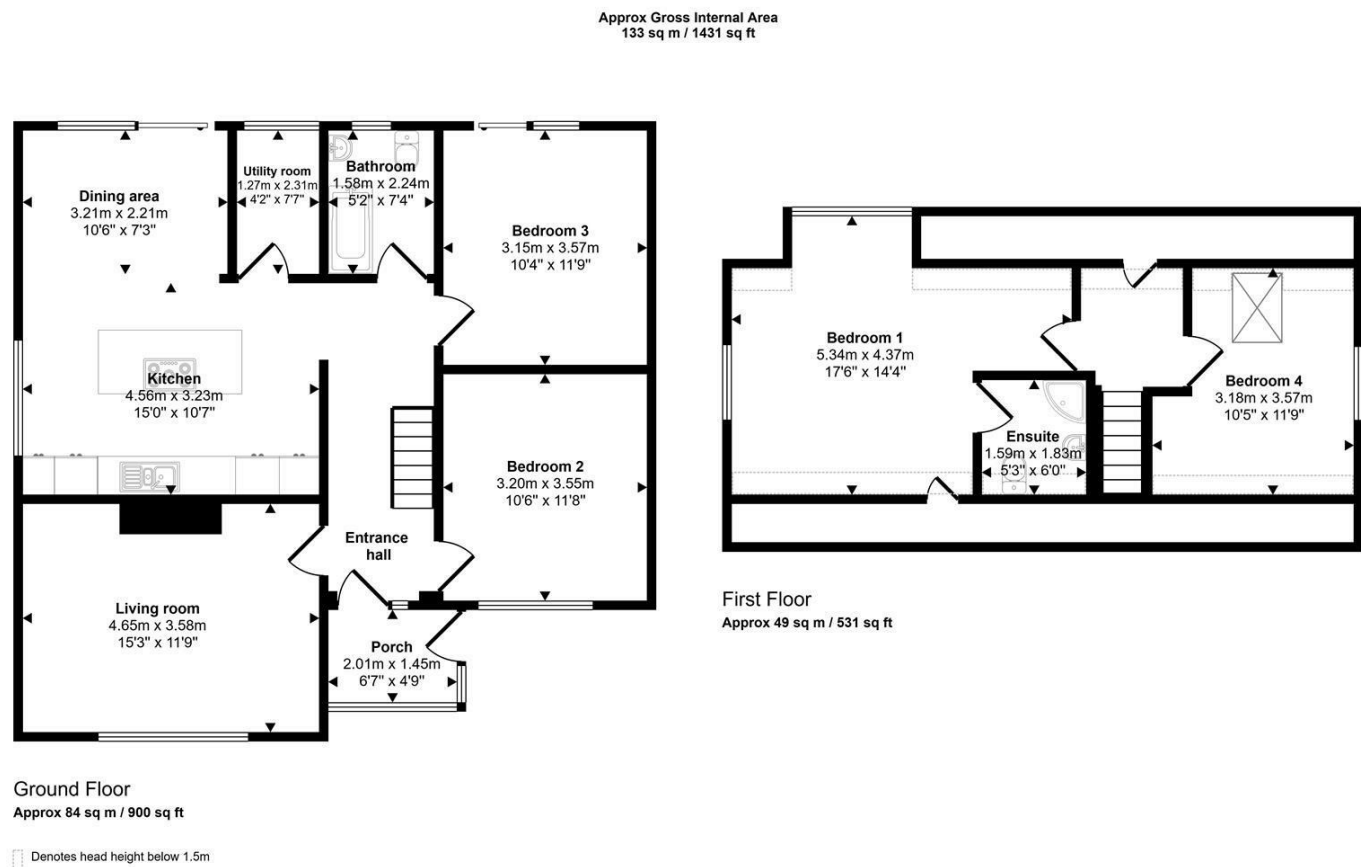 Approx Gross Internal Area
133 sq m / 1431 sq ft
Dining area
3.21m x 2.21m
10'6" x 7'3"
Utility room
1.27m x 2.31m
4'2" x 7'7"
Bathroom
1.58m x 2.24m
5'2" x 7'4"
Bedroom 3
3.15m x 3.57m
10'4" x 11'9"
Kitchen
4.56m x 3.23m
15'0" x 10'7"
Bedroom 2
3.20m x 3.55m
10'6" x 11'8"
Entrance
hall
Living room
4.65m x 3.58m
15'3" x 11'9"
Porch
2.01m x 1.45m
6'7" x 4'9"
Ground Floor
Approx 84 sq m / 900 sq ft
Denotes head height below 1.5m
Bedroom 1
5.34m x 4.37m
17'6" x 14'4"
Ensuite
1.59m x 1.83m
5'3" x 6'0"
Bedroom 4
3.18m x 3.57m
10'5" x 11'9"
First Floor
Approx 49 sq m / 531 sq ft